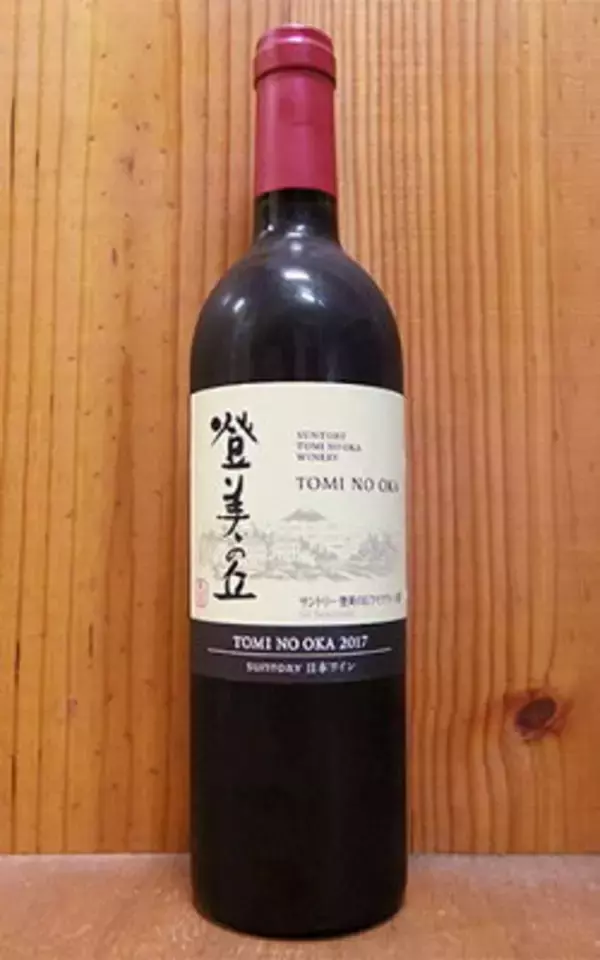 登美の丘
SUNTORY
TOMI NO OKA
WINERY
TOMI NO OKA
サントリー 登美の丘ワイナリー
TOMI NO OKA 2017
SUNTORY 日本ワイン